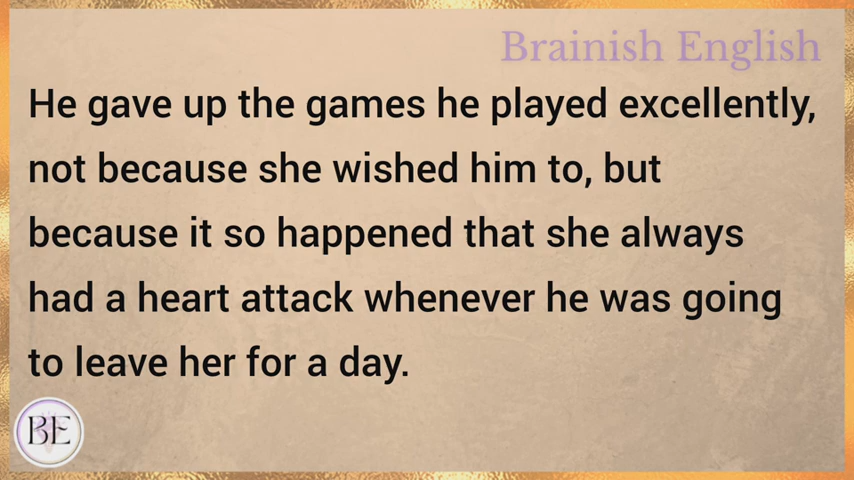 Brainish English
He gave up the games he played excellently,
not because she wished him to, but
because it so happened that she always
had a heart attack whenever he was going
to leave her for a day.
BE